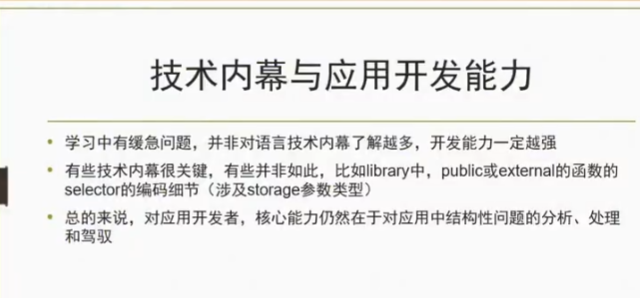 技术内幕与应用开发能力
学习中有缓急问题，并非对语言技术内幕了解越多，开发能力一定越强
有些技术内幕很关键，有些并非如此，比如library中，public或external的函数的
selector的编码细节（涉及storage参数类型）
总的来说，对应用开发者，核心能力仍然在于对应用中结构性问题的分析、处理
和驾驭